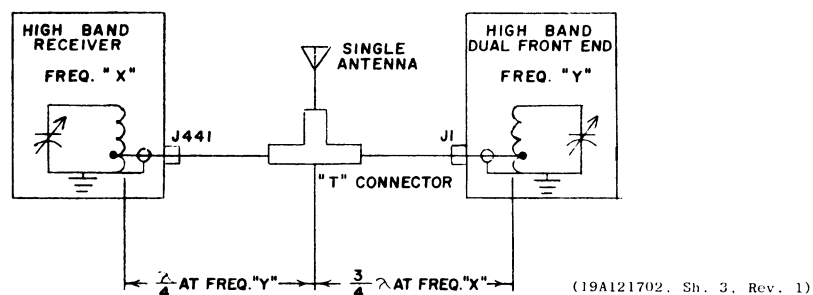 HIGH BAND
RECEIVER
FREQ. "X"
J441
SINGLE
ANTENNA
"T" CONNECTOR
HIGH BAND
DUAL FRONT END
FREQ. "Y"
J1
λ/4 AT FREQ."Y"
3/4 λ AT FREQ."X"
(19A121702, Sh. 3, Rev. 1)